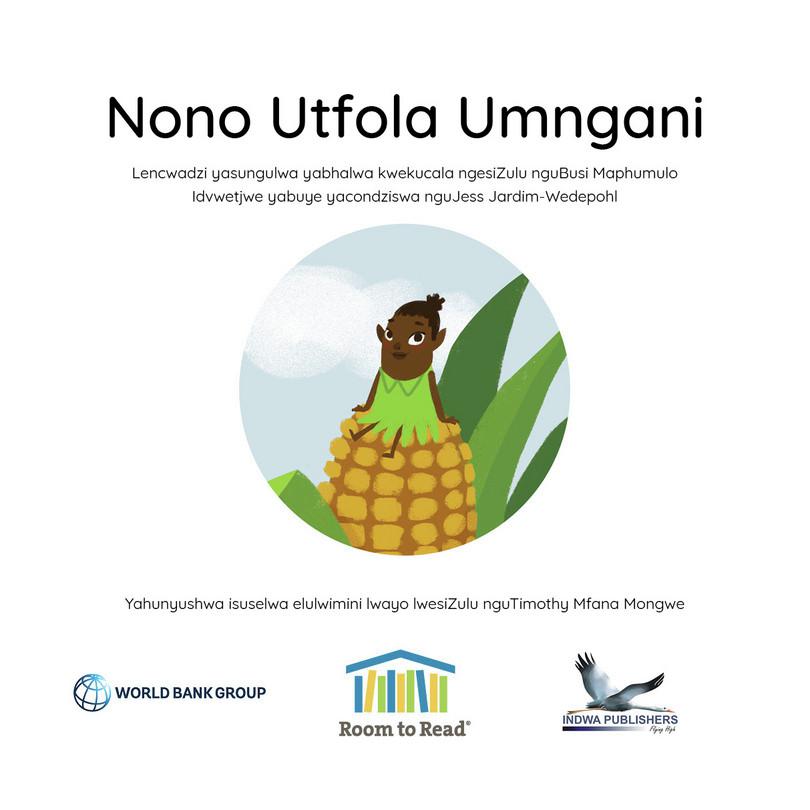 Nono Utfola Umngani
Lencwadzi yasungulwa yabhalwa kwekucala ngesiZulu nguBusi Maphumulo
Idvwetjwe yabuye yacondziswa nguJess Jardim-Wedepohl
Yahunyushwa isuselwa elulwimini lwayo lwesiZulu nguTimothy Mfana Mongwe
WORLD BANK GROUP
Room to Read®
INDWA PUBLISHERS
Flying High